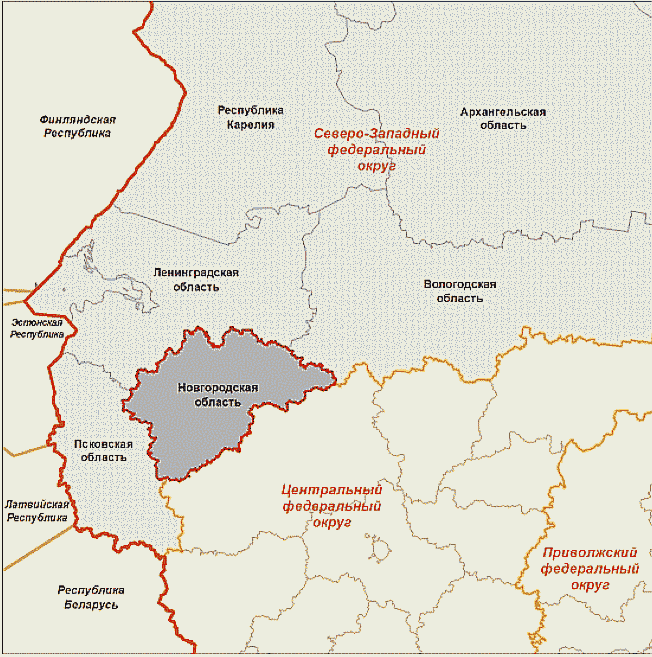 Финляндская
Республика
Республика
Карелия
Архангельская
область
Северо-Западный
федеральный
округ
Ленинградская
область
Вологодская
область
Эстонская
Республика
Новгородская
область
Псковская
область
Центральный
федеральный
округ
Латвийская
Республика
Приволжский
федеральный
округ
Республика
Беларусь